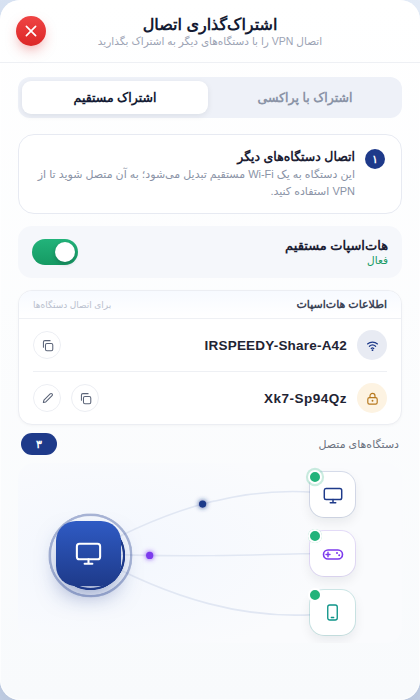 اشتراک‌گذاری اتصال
اتصال VPN را با دستگاه‌های دیگر به اشتراک بگذارید
اشتراک با پراکسی
اشتراک مستقیم
۱
اتصال دستگاه‌های دیگر
این دستگاه به یک Wi-Fi مستقیم تبدیل می‌شود؛ به آن متصل شوید تا از
VPN استفاده کنید.
هات‌اسپات مستقیم
فعال
اطلاعات هات‌اسپات
برای اتصال دستگاه‌ها
IRSPEEDY-Share-A42
Xk7-Sp94Qz
دستگاه‌های متصل
۳